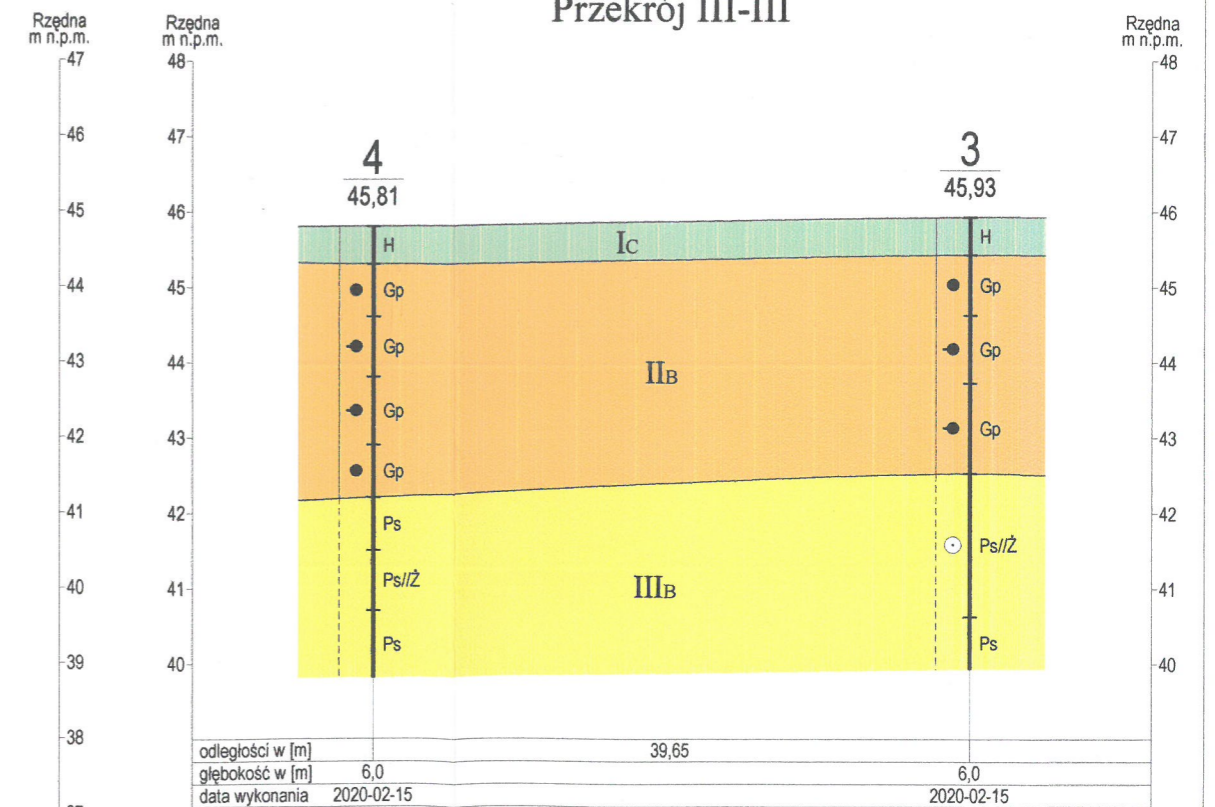 Przekrój III-III
Rzędna
m n.p.m.
47
46
45
44
43
42
41
40
39
38
Rzędna
m n.p.m.
48
47
46
45
44
43
42
41
40
Rzędna
m n.p.m.
48
47
46
45
44
43
42
41
40
4
45,81
H
Gp
Gp
Gp
Gp
Ps
Ps//Ż
Ps
Ic
IIB
IIIB
3
45,93
H
Gp
Gp
Gp
Ps//Ż
Ps
odległości w [m] 39,65
głębokość w [m] 6,0 6,0
data wykonania 2020-02-15 2020-02-15